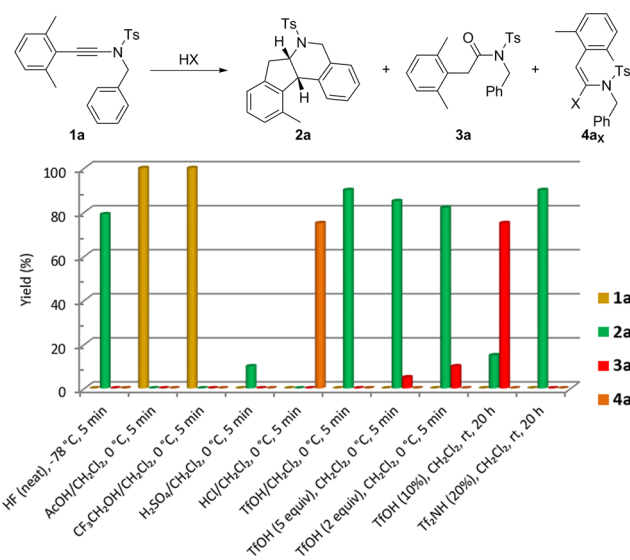 Ts
N
HX
1a
Ts
H
N
H
2a
+
O
Ts
N
Ph
3a
+
Ts
N
X
Ph
4aX
Yield (%)
100
80
60
40
20
0
HF (neat), -78 °C, 5 min
AcOH/CH2Cl2, 0 °C, 5 min
CF3CH2OH/CH2Cl2, 0 °C, 5 min
H2SO4/CH2Cl2, 0 °C, 5 min
HCl/CH2Cl2, 0 °C, 5 min
TfOH/CH2Cl2, 0 °C, 5 min
TfOH (5 equiv), CH2Cl2, 0 °C, 5 min
TfOH (2 equiv), CH2Cl2, 0 °C, 5 min
TfOH (10%), CH2Cl2, rt, 20 h
Tf2NH (20%), CH2Cl2, rt, 20 h
1a
2a
3a
4a